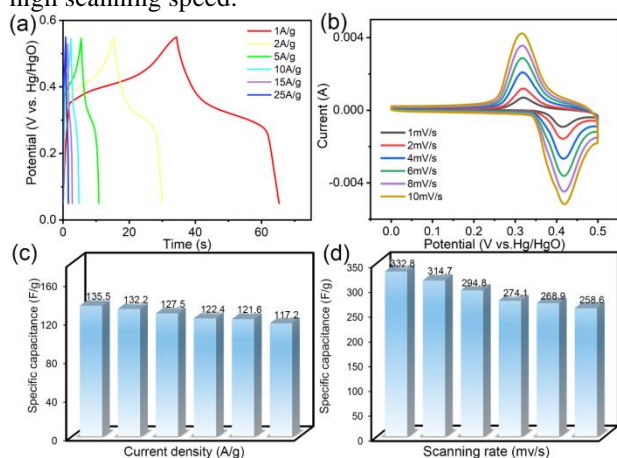 high scanning speed.
(a)
0.6
0.4
0.2
0.0
Potential (V vs. Hg/HgO)
1A/g
2A/g
5A/g
10A/g
15A/g
25A/g
0 10 20 30 40 50 60 70
Time (s)
(b)
0.004
0.000
-0.004
Current (A)
1mV/s
2mV/s
4mV/s
6mV/s
8mV/s
10mV/s
0.0 0.1 0.2 0.3 0.4 0.5
Potential (V vs.Hg/HgO)
(c)
160
120
80
40
0
Specific capacitance (F/g)
135.5 132.2 127.5 122.4 121.6 117.2
Current density (A/g)
(d)
350
300
250
200
150
100
50
0
Specific capacitance (F/g)
332.8 314.7 294.8 274.1 268.9 258.6
Scanning rate (mv/s)